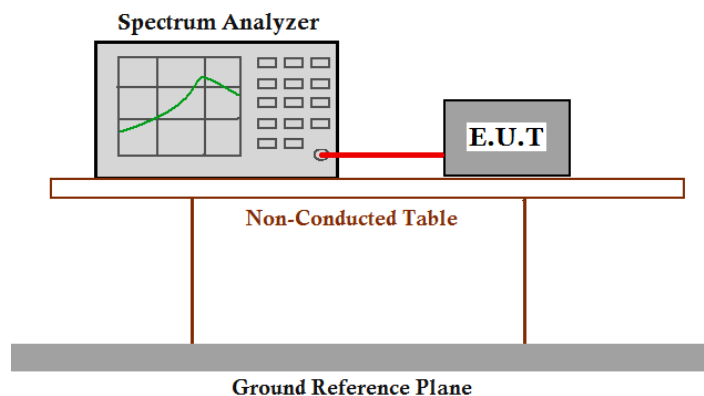 Spectrum Analyzer
E.U.T
Non-Conducted Table
Ground Reference Plane